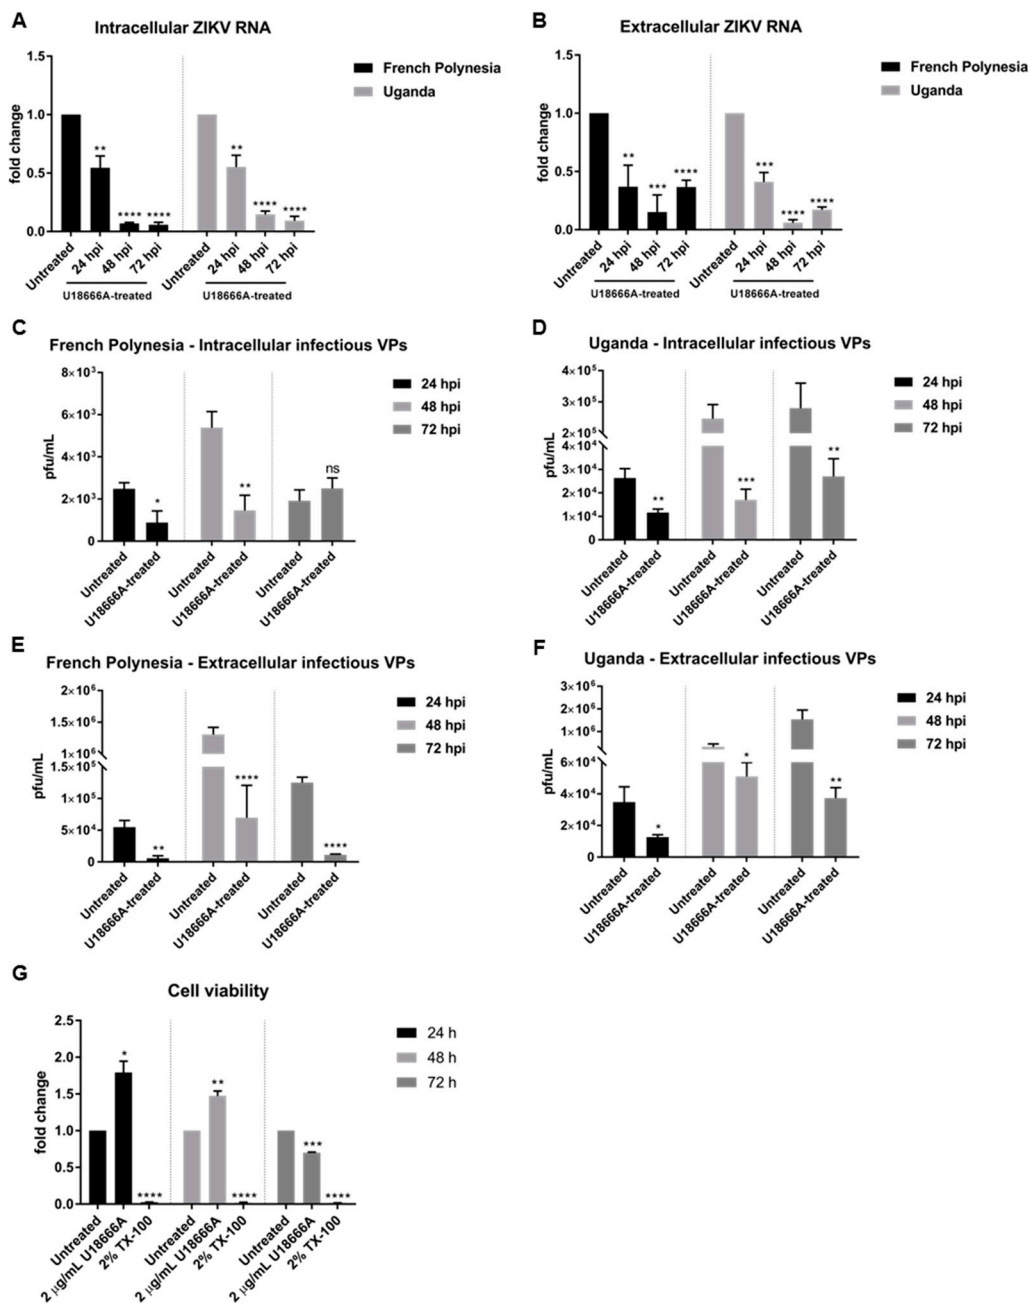 A
Intracellular ZIKV RNA
1.5
1.0
0.5
0.0
fold change
**
****
****
**
****
****
French Polynesia
Uganda
Untreated
24 hpi
48 hpi
72 hpi
Untreated
24 hpi
48 hpi
72 hpi
U18666A-treated
U18666A-treated
B
Extracellular ZIKV RNA
1.5
1.0
0.5
0.0
fold change
**
***
****
***
****
****
French Polynesia
Uganda
Untreated
24 hpi
48 hpi
72 hpi
Untreated
24 hpi
48 hpi
72 hpi
U18666A-treated
U18666A-treated
C
French Polynesia - Intracellular infectious VPs
8×10³
6×10³
4×10³
2×10³
0
pfu/mL
*
**
ns
24 hpi
48 hpi
72 hpi
Untreated
U18666A-treated
Untreated
U18666A-treated
Untreated
U18666A-treated
D
Uganda - Intracellular infectious VPs
4×10⁵
3×10⁵
2×10⁵
4×10⁴
3×10⁴
2×10⁴
1×10⁴
0
pfu/mL
**
***
**
24 hpi
48 hpi
72 hpi
Untreated
U18666A-treated
Untreated
U18666A-treated
Untreated
U18666A-treated
E
French Polynesia - Extracellular infectious VPs
2×10⁶
1.5×10⁶
1×10⁶
1.5×10⁵
1×10⁵
5×10⁴
0
pfu/mL
**
****
****
24 hpi
48 hpi
72 hpi
Untreated
U18666A-treated
Untreated
U18666A-treated
Untreated
U18666A-treated
F
Uganda - Extracellular infectious VPs
3×10⁶
2×10⁶
1×10⁶
6×10⁴
4×10⁴
2×10⁴
0
pfu/mL
*
*
**
24 hpi
48 hpi
72 hpi
Untreated
U18666A-treated
Untreated
U18666A-treated
Untreated
U18666A-treated
G
Cell viability
2.5
2.0
1.5
1.0
0.5
0.0
fold change
*
****
**
****
***
****
24 h
48 h
72 h
Untreated
2 μg/mL U18666A
2% TX-100
Untreated
2 μg/mL U18666A
2% TX-100
Untreated
2 μg/mL U18666A
2% TX-100